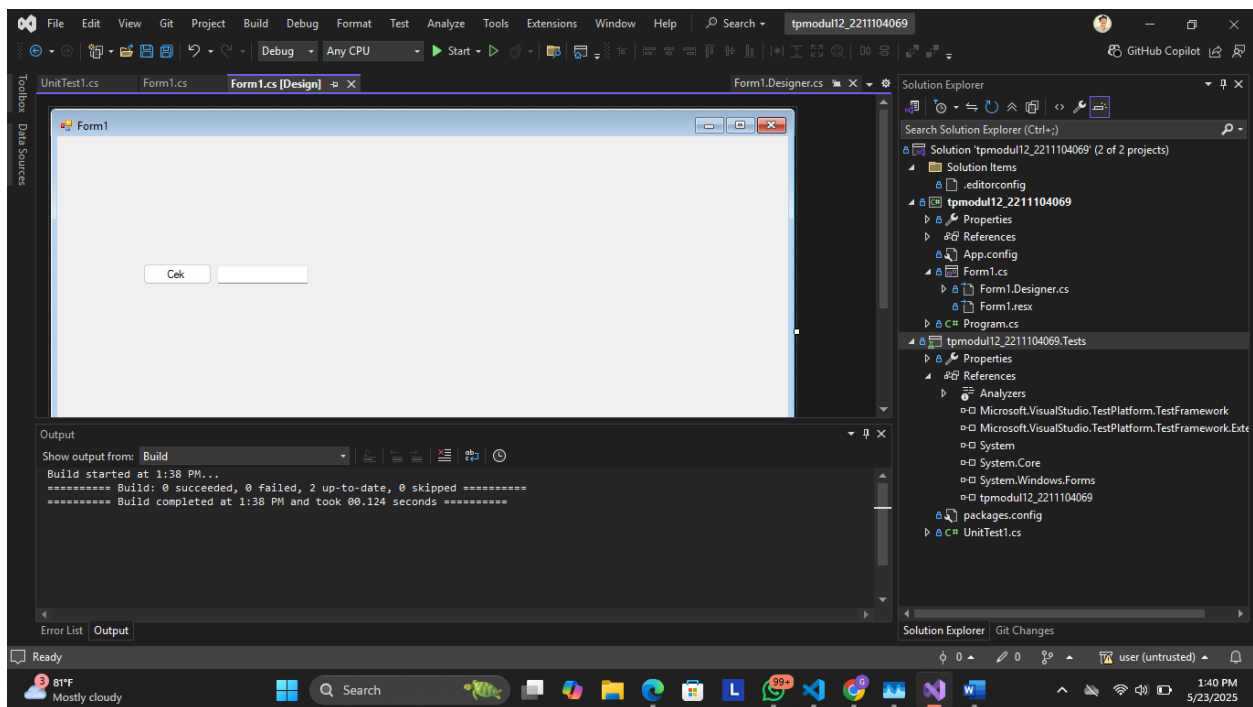 File Edit View Git Project Build Debug Format Test Analyze Tools Extensions Window Help Search tpmodul12_2211104069
Debug Any CPU Start GitHub Copilot
Toolbox
Data Sources
UnitTest1.cs Form1.cs Form1.cs [Design] Form1.Designer.cs
Form1
Cek
Output
Show output from: Build
Build started at 1:38 PM...
========== Build: 0 succeeded, 0 failed, 2 up-to-date, 0 skipped ==========
========== Build completed at 1:38 PM and took 00.124 seconds ==========
Error List Output
Solution Explorer
Search Solution Explorer (Ctrl+;)
Solution 'tpmodul12_2211104069' (2 of 2 projects)
Solution Items
.editorconfig
C# tpmodul12_2211104069
Properties
References
App.config
Form1.cs
Form1.Designer.cs
Form1.resx
C# Program.cs
tpmodul12_2211104069.Tests
Properties
References
Analyzers
Microsoft.VisualStudio.TestPlatform.TestFramework
Microsoft.VisualStudio.TestPlatform.TestFramework.Exte
System
System.Core
System.Windows.Forms
tpmodul12_2211104069
packages.config
C# UnitTest1.cs
Solution Explorer Git Changes
Ready 0 0 user (untrusted)
3 81°F
Mostly cloudy
Search
L
99+
G
W
1:40 PM
5/23/2025